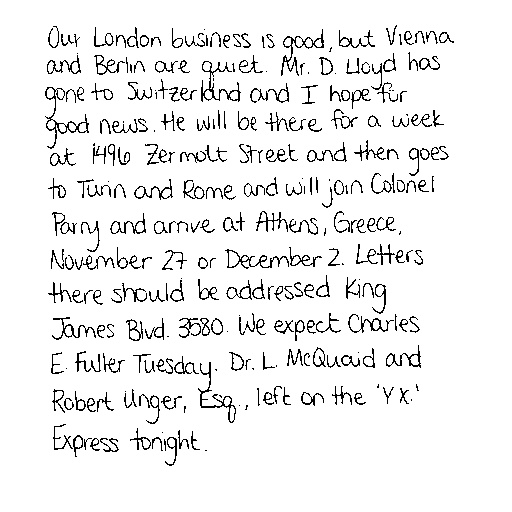 Our London business is good, but Vienna
and Berlin are quiet. Mr. D. Lloyd has
gone to Switzerland and I hope for
good news. He will be there for a week
at 1496 Zermott Street and then goes
to Turin and Rome and will join Colonel
Parry and arrive at Athens, Greece,
November 27 or December 2. Letters
there should be addressed King
James Blvd. 3580. We expect Charles
E. Fuller Tuesday. Dr. L. McQuaid and
Robert Unger, Esq., left on the 'Y X.'
Express tonight.